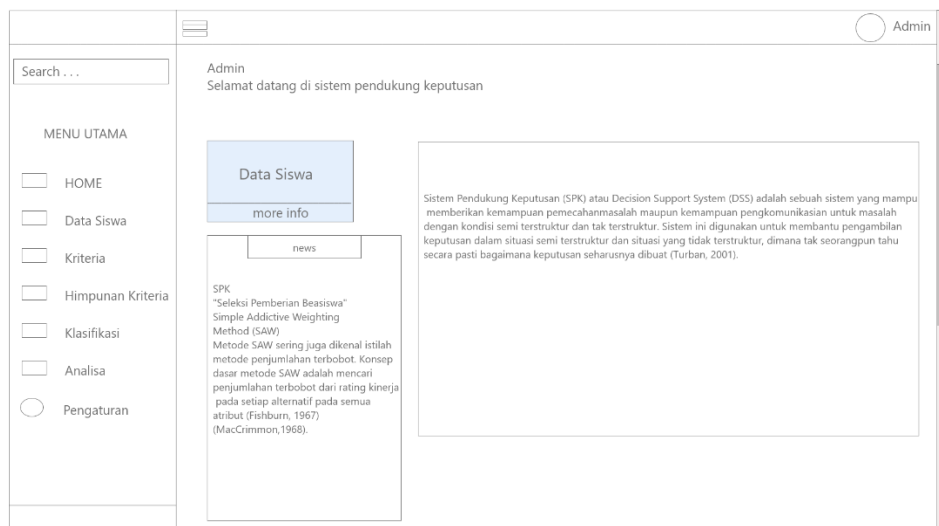 Admin
Search . . .
MENU UTAMA
HOME
Data Siswa
Kriteria
Himpunan Kriteria
Klasifikasi
Analisa
Pengaturan
Admin
Selamat datang di sistem pendukung keputusan
Data Siswa
more info
news
SPK
"Seleksi Pemberian Beasiswa"
Simple Addictive Weighting
Method (SAW)
Metode SAW sering juga dikenal istilah
metode penjumlahan terbobot. Konsep
dasar metode SAW adalah mencari
penjumlahan terbobot dari rating kinerja
pada setiap alternatif pada semua
atribut (Fishburn, 1967)
(MacCrimmon,1968).
Sistem Pendukung Keputusan (SPK) atau Decision Support System (DSS) adalah sebuah sistem yang mampu
memberikan kemampuan pemecahanmasalah maupun kemampuan pengkomunikasian untuk masalah
dengan kondisi semi terstruktur dan tak terstruktur. Sistem ini digunakan untuk membantu pengambilan
keputusan dalam situasi semi terstruktur dan situasi yang tidak terstruktur, dimana tak seorangpun tahu
secara pasti bagaimana keputusan seharusnya dibuat (Turban, 2001).